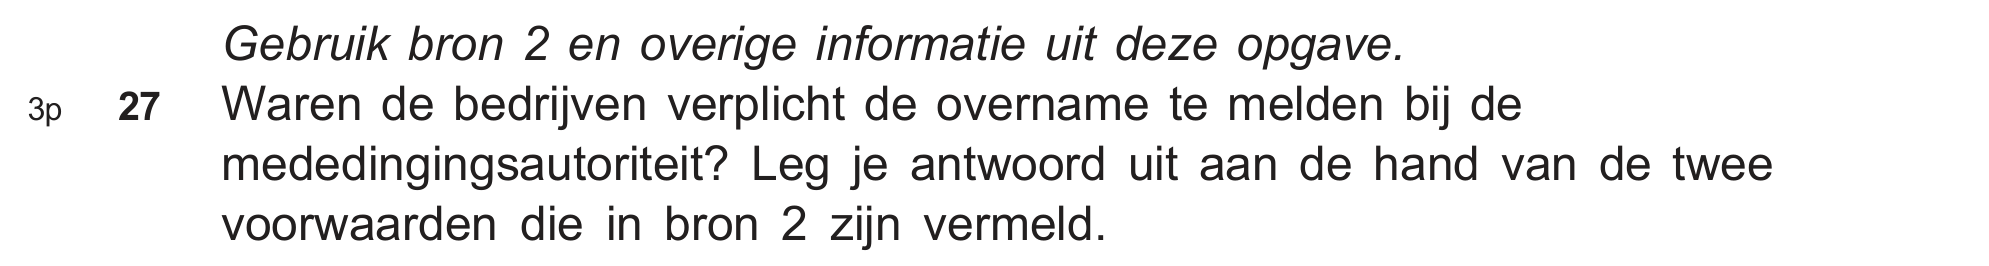 Gebruik bron 2 en overige informatie uit deze opgave.
3p 27 Waren de bedrijven verplicht de overname te melden bij de
mededingingsautoriteit? Leg je antwoord uit aan de hand van de twee
voorwaarden die in bron 2 zijn vermeld.